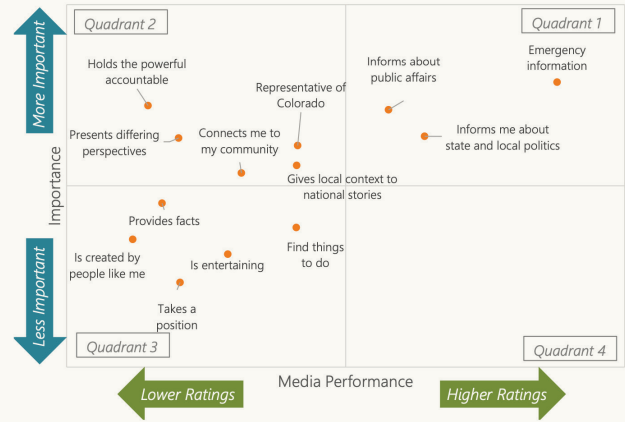 Quadrant 2
Quadrant 1
More Important
Importance
Less Important
Holds the powerful
accountable
Presents differing
perspectives
Connects me to
my community
Representative of
Colorado
Gives local context to
national stories
Informs about
public affairs
Emergency
information
Informs me about
state and local politics
Provides facts
Is created by
people like me
Is entertaining
Takes a
position
Find things
to do
Quadrant 3
Quadrant 4
Media Performance
Lower Ratings
Higher Ratings